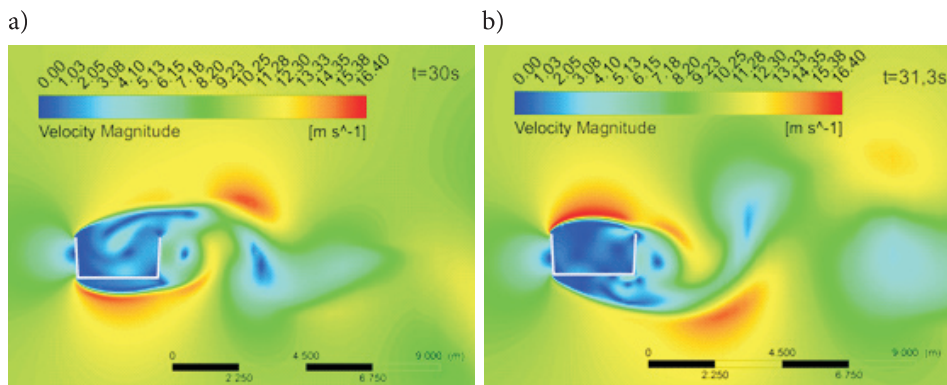 a)
0.00 1.03 2.05 3.08 4.10 5.13 6.15 7.18 8.20 9.23 10.25 11.28 12.30 13.33 14.35 15.38 16.40
t=30s
Velocity Magnitude [m s^-1]
0 4.500 9.000 (m)
2.250 6.750
b)
0.00 1.03 2.05 3.08 4.10 5.13 6.15 7.18 8.20 9.23 10.25 11.28 12.30 13.33 14.35 15.38 16.40
t=31,3s
Velocity Magnitude [m s^-1]
0 4.500 9.000 (m)
2.250 6.750